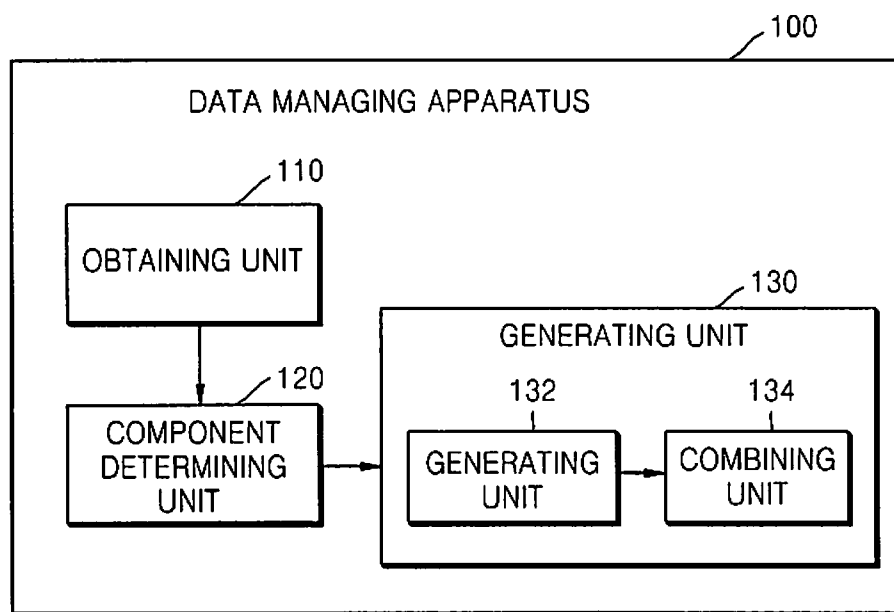 100
DATA MANAGING APPARATUS
110
OBTAINING UNIT
120
COMPONENT
DETERMINING
UNIT
130
GENERATING UNIT
132
GENERATING
UNIT
134
COMBINING
UNIT